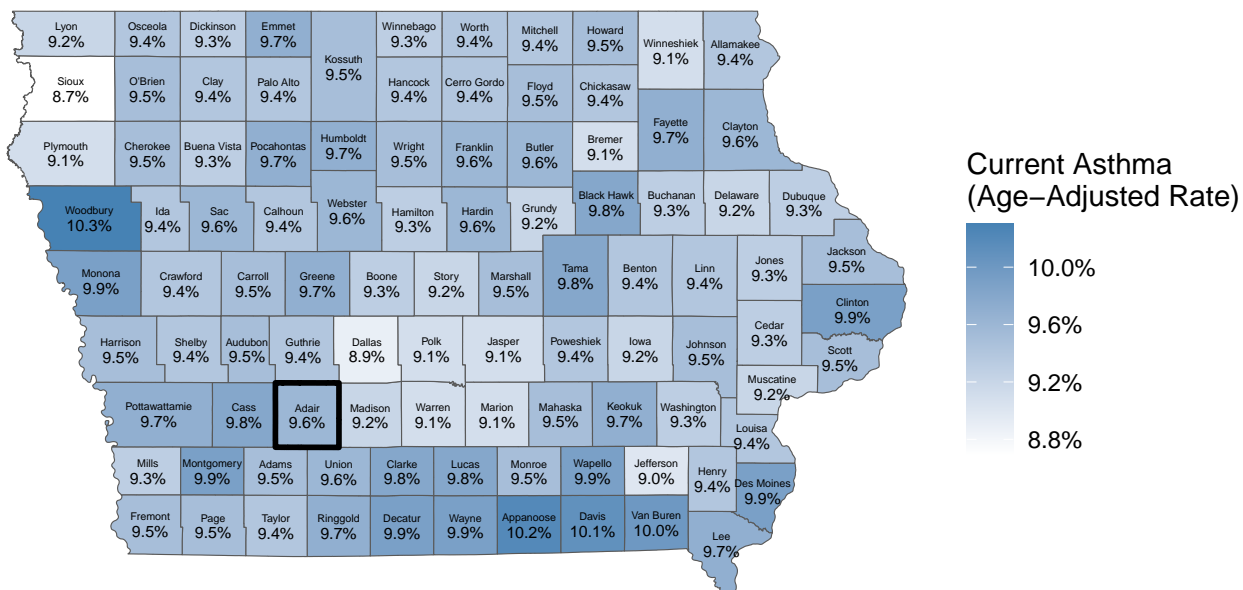 Lyon
9.2%
Osceola
9.4%
Dickinson
9.3%
Emmet
9.7%
Kossuth
9.5%
Winnebago
9.3%
Worth
9.4%
Mitchell
9.4%
Howard
9.5%
Winneshiek
9.1%
Allamakee
9.4%
Sioux
8.7%
O'Brien
9.5%
Clay
9.4%
Palo Alto
9.4%
Hancock
9.4%
Cerro Gordo
9.4%
Floyd
9.5%
Chickasaw
9.4%
Plymouth
9.1%
Cherokee
9.5%
Buena Vista
9.3%
Pocahontas
9.7%
Humboldt
9.7%
Wright
9.5%
Franklin
9.6%
Butler
9.6%
Bremer
9.1%
Fayette
9.7%
Clayton
9.6%
Woodbury
10.3%
Ida
9.4%
Sac
9.6%
Calhoun
9.4%
Webster
9.6%
Hamilton
9.3%
Hardin
9.6%
Grundy
9.2%
Black Hawk
9.8%
Buchanan
9.3%
Delaware
9.2%
Dubuque
9.3%
Monona
9.9%
Crawford
9.4%
Carroll
9.5%
Greene
9.7%
Boone
9.3%
Story
9.2%
Marshall
9.5%
Tama
9.8%
Benton
9.4%
Linn
9.4%
Jones
9.3%
Jackson
9.5%
Clinton
9.9%
Harrison
9.5%
Shelby
9.4%
Audubon
9.5%
Guthrie
9.4%
Dallas
8.9%
Polk
9.1%
Jasper
9.1%
Poweshiek
9.4%
Iowa
9.2%
Johnson
9.5%
Cedar
9.3%
Scott
9.5%
Muscatine
9.2%
Pottawattamie
9.7%
Cass
9.8%
Adair
9.6%
Madison
9.2%
Warren
9.1%
Marion
9.1%
Mahaska
9.5%
Keokuk
9.7%
Washington
9.3%
Louisa
9.4%
Mills
9.3%
Montgomery
9.9%
Adams
9.5%
Union
9.6%
Clarke
9.8%
Lucas
9.8%
Monroe
9.5%
Wapello
9.9%
Jefferson
9.0%
Henry
9.4%
Des Moines
9.9%
Fremont
9.5%
Page
9.5%
Taylor
9.4%
Ringgold
9.7%
Decatur
9.9%
Wayne
9.9%
Appanoose
10.2%
Davis
10.1%
Van Buren
10.0%
Lee
9.7%
Current Asthma
(Age−Adjusted Rate)
10.0%
9.6%
9.2%
8.8%